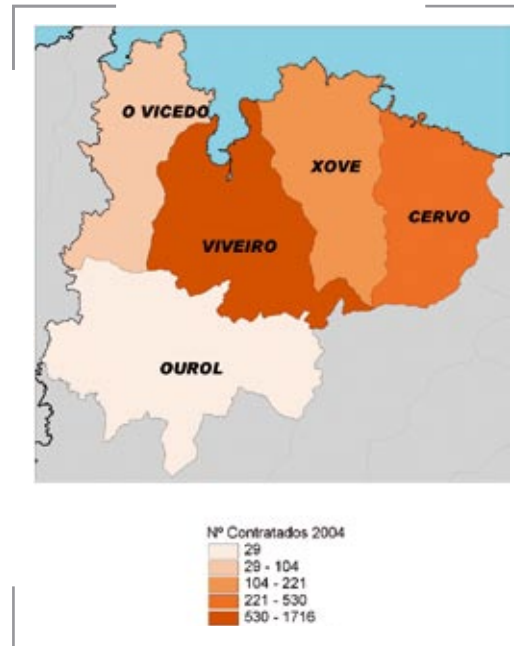 O VICEDO
XOVE
CERVO
VIVEIRO
OUROL
Nº Contratados 2004
29
29 - 104
104 - 221
221 - 530
530 - 1716